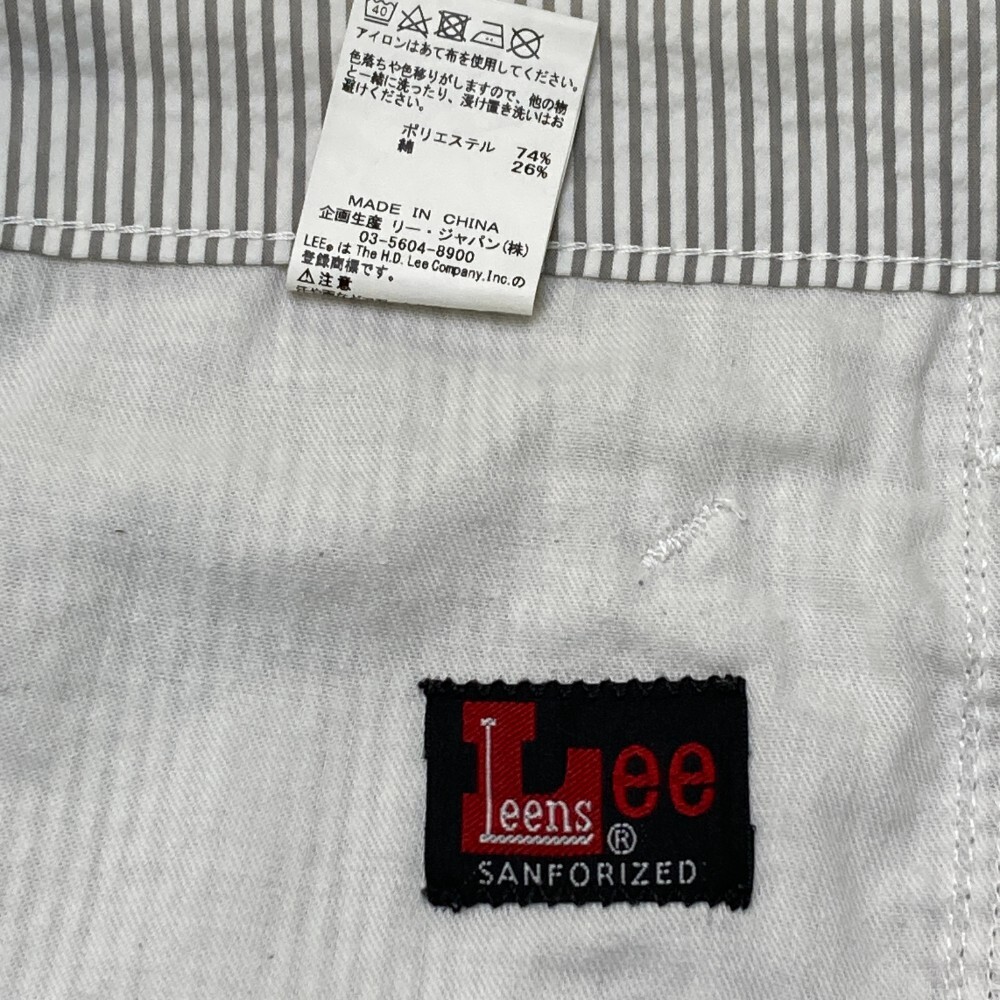 40
アイロンはあて布を使用してください。
色落ちや色移りがしますので、他の物
と一緒に洗ったり、浸け置き洗いはお
避けください。
ポリエステル 74%
綿 26%
MADE IN CHINA
企画生産 リー・ジャパン(株)
03-5604-8900
LEE®は The H.D. Lee Company,Inc.の
登録商標です。
⚠注意
Lee
Leens
®
SANFORIZED